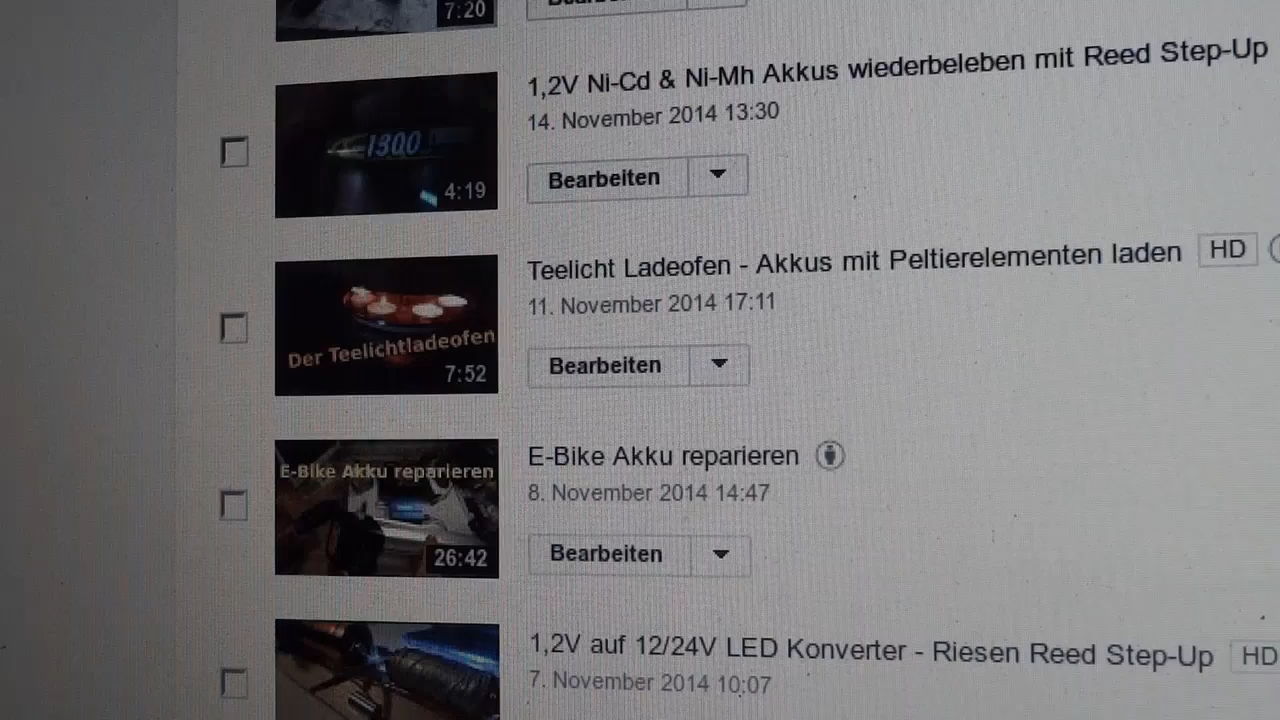 7:20
1,2V Ni-Cd & Ni-Mh Akkus wiederbeleben mit Reed Step-Up
14. November 2014 13:30
1300
4:19
Bearbeiten
Teelicht Ladeofen - Akkus mit Peltierelementen laden HD
11. November 2014 17:11
Der Teelichtladeofen
7:52
Bearbeiten
E-Bike Akku reparieren
8. November 2014 14:47
E-Bike Akku reparieren
26:42
Bearbeiten
1,2V auf 12/24V LED Konverter - Riesen Reed Step-Up HD
7. November 2014 10:07